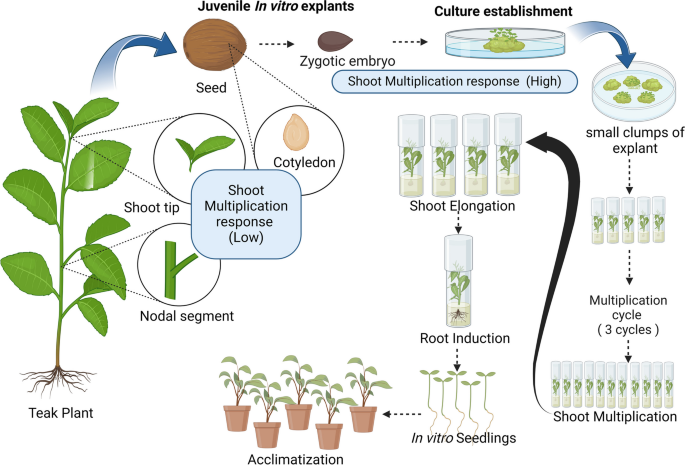 Juvenile In vitro explants
Culture establishment
Seed
Zygotic embryo
Shoot Multiplication response (High)
small clumps of
explant
Cotyledon
Shoot tip
Shoot
Multiplication
response
(Low)
Nodal segment
Teak Plant
Shoot Elongation
Root Induction
Multiplication
cycle
( 3 cycles )
Shoot Multiplication
In vitro Seedlings
Acclimatization